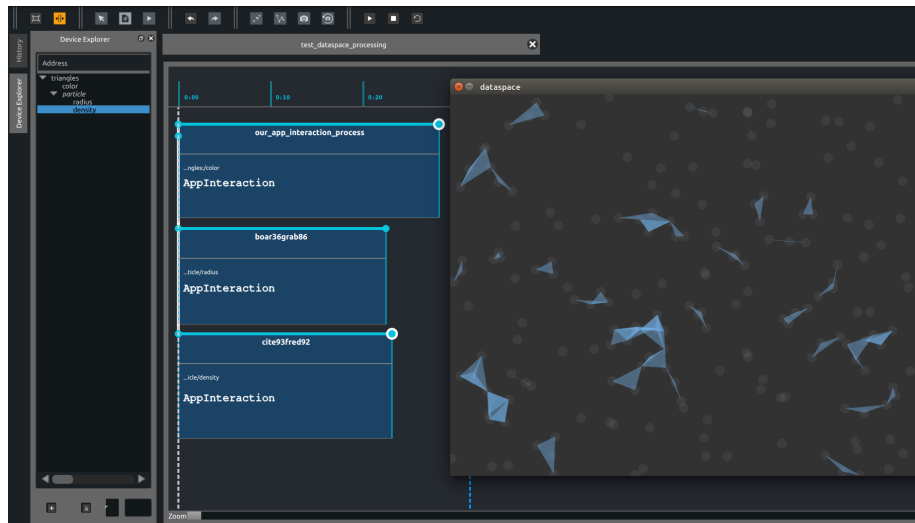 Device Explorer
test_dataspace_processing
History
Device Explorer
Address
triangles
color
particle
radius
density
0:00
0:10
0:20
dataspace
our_app_interaction_process
...ngles:/color
AppInteraction
boar36grab86
...ticle/radius
AppInteraction
cite93fred92
...icle/density
AppInteraction
Zoom